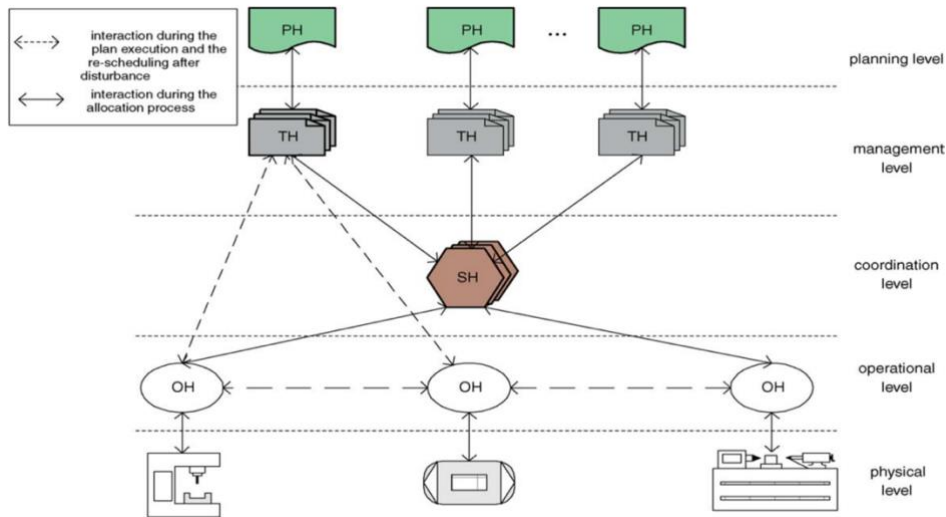 interaction during the
plan execution and the
re-scheduling after
disturbance
interaction during the
allocation process
PH
PH
...
PH
planning level
TH
TH
TH
management
level
SH
coordination
level
OH
OH
OH
operational
level
physical
level